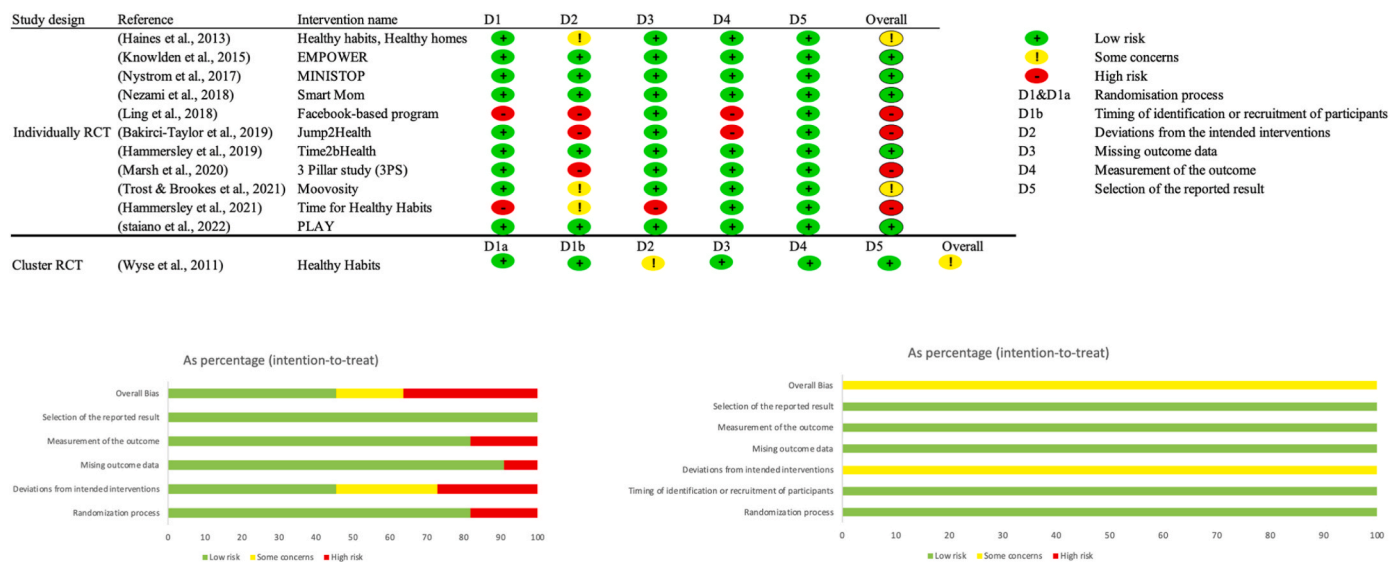 Study design Reference Intervention name D1 D2 D3 D4 D5 Overall
(Haines et al., 2013) Healthy habits, Healthy homes + ! + + + !
(Knowlden et al., 2015) EMPOWER + + + + + +
(Nystrom et al., 2017) MINISTOP + + + + + +
(Nezami et al., 2018) Smart Mom + + + + + +
(Ling et al., 2018) Facebook-based program - - + - + -
Individually RCT (Bakirci-Taylor et al., 2019) Jump2Health + - + - + -
(Hammersley et al., 2019) Time2bHealth + + + + + +
(Marsh et al., 2020) 3 Pillar study (3PS) + - + + + -
(Trost & Brookes et al., 2021) Moovosity + ! + + + !
(Hammersley et al., 2021) Time for Healthy Habits - ! - + + -
(staiano et al., 2022) PLAY + + + + + +
D1a D1b D2 D3 D4 D5 Overall
Cluster RCT (Wyse et al., 2011) Healthy Habits + + ! + + + !
+ Low risk
! Some concerns
- High risk
D1&D1a Randomisation process
D1b Timing of identification or recruitment of participants
D2 Deviations from the intended interventions
D3 Missing outcome data
D4 Measurement of the outcome
D5 Selection of the reported result
As percentage (intention-to-treat)
Overall Bias
Selection of the reported result
Measurement of the outcome
Mising outcome data
Deviations from intended interventions
Randomization process
0 10 20 30 40 50 60 70 80 90 100
Low risk Some concerns High risk
As percentage (intention-to-treat)
Overall Bias
Selection of the reported result
Measurement of the outcome
Mising outcome data
Deviations from intended interventions
Timing of identification or recruitment of participants
Randomization process
0 10 20 30 40 50 60 70 80 90 100
Low risk Some concerns High risk